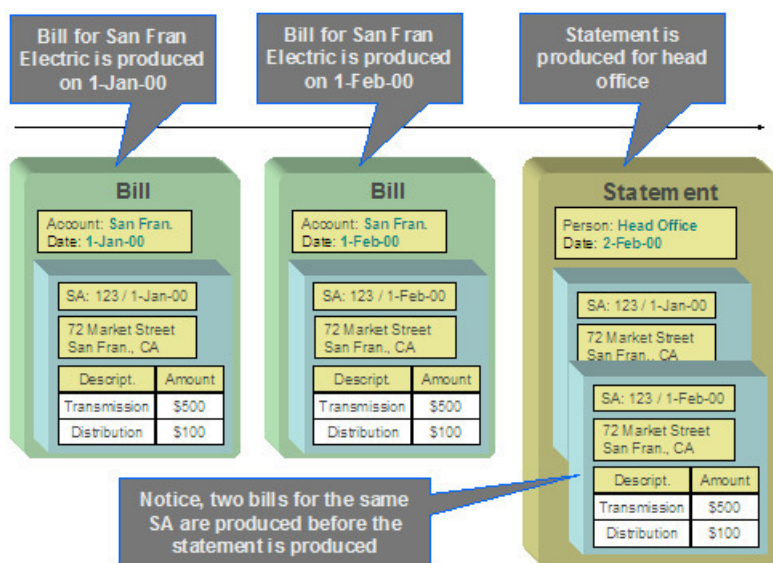 Bill for San Fran
Electric is produced
on 1-Jan-00
Bill for San Fran
Electric is produced
on 1-Feb-00
Statement is
produced for head
office
Bill
Account: San Fran.
Date: 1-Jan-00
SA: 123 / 1-Jan-00
72 Market Street
San Fran., CA
Descript. Amount
Transmission $500
Distribution $100
Bill
Account: San Fran.
Date: 1-Feb-00
SA: 123 / 1-Feb-00
72 Market Street
San Fran., CA
Descript. Amount
Transmission $500
Distribution $100
Statement
Person: Head Office
Date: 2-Feb-00
SA: 123 / 1-Jan-00
72 Market Street
San Fran., CA
SA: 123 / 1-Feb-00
72 Market Street
San Fran., CA
Descript. Amount
Transmission $500
Distribution $100
Notice, two bills for the same
SA are produced before the
statement is produced